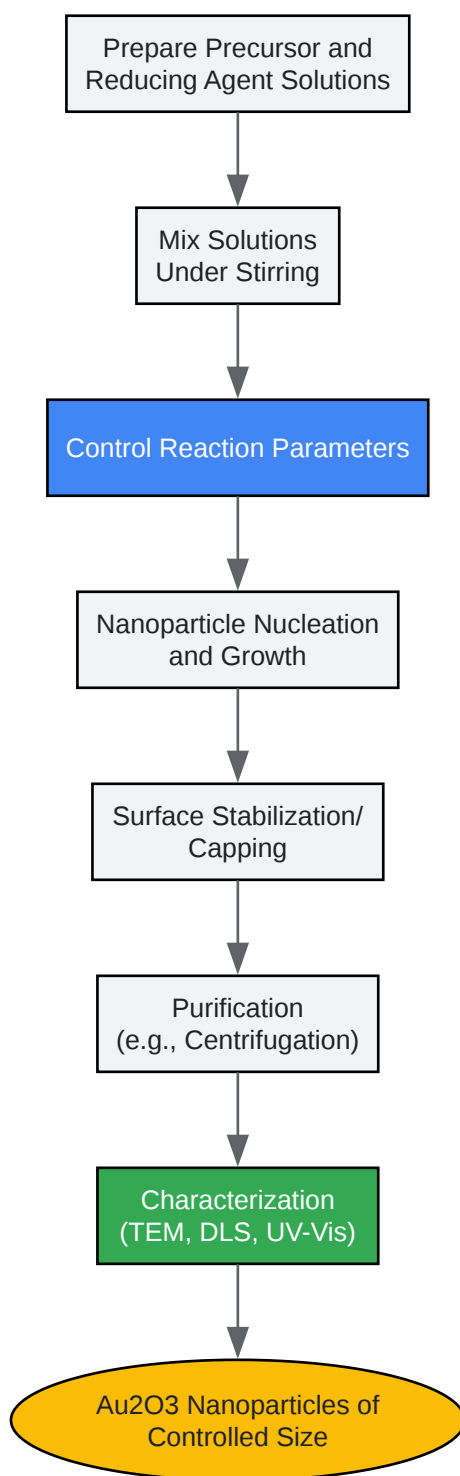 Prepare Precursor and
Reducing Agent Solutions
Mix Solutions
Under Stirring
Control Reaction Parameters
Nanoparticle Nucleation
and Growth
Surface Stabilization/
Capping
Purification
(e.g., Centrifugation)
Characterization
(TEM, DLS, UV-Vis)
Au2O3 Nanoparticles of
Controlled Size